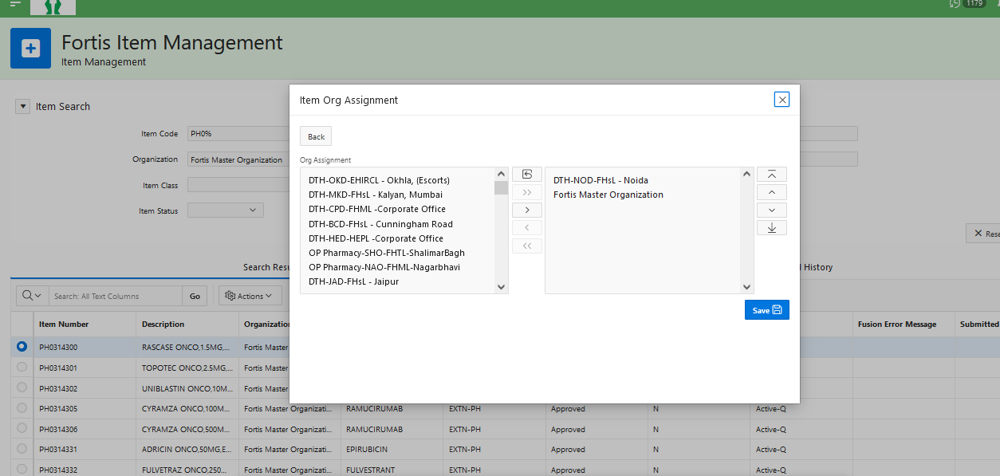 1179
Fortis Item Management
Item Management
Item Org Assignment
Item Search
Item Code PH0%
Back
Organization Fortis Master Organization
Org Assignment
Item Class
Item Status
DTH-OKD-EHIRCL - Okhla, (Escorts)
DTH-MKD-FHsL - Kalyan, Mumbai
DTH-CPD-FHML -Corporate Office
DTH-BCD-FHsL - Cunningham Road
DTH-HED-HEPL -Corporate Office
OP Pharmacy-SHO-FHTL-ShalimarBagh
OP Pharmacy-NAO-FHML-Nagarbhavi
DTH-JAD-FHsL - Jaipur
DTH-NOD-FHsL - Noida
Fortis Master Organization
Rese
Search Resu
History
Search: All Text Columns Go Actions
Save
Item Number Description Organization Fusion Error Message Submitted
PH0314300 RASCASE ONCO,1.5MG,... Fortis Master
PH0314301 TOPOTEC ONCO,2.5MG,... Fortis Master
PH0314302 UNIBLASTIN ONCO,10M... Fortis Master
PH0314305 CYRAMZA ONCO,100M... Fortis Master Organizati... RAMUCIRUMAB EXTN-PH Approved N Active-Q
PH0314306 CYRAMZA ONCO,500M... Fortis Master Organizati... RAMUCIRUMAB EXTN-PH Approved N Active-Q
PH0314331 ADRICIN ONCO,50MG,E... Fortis Master Organizati... EPIRUBICIN EXTN-PH Approved N Active-Q
PH0314332 FULVETRAZ ONCO,250... Fortis Master Organizati... FULVESTRANT EXTN-PH Approved N Active-Q